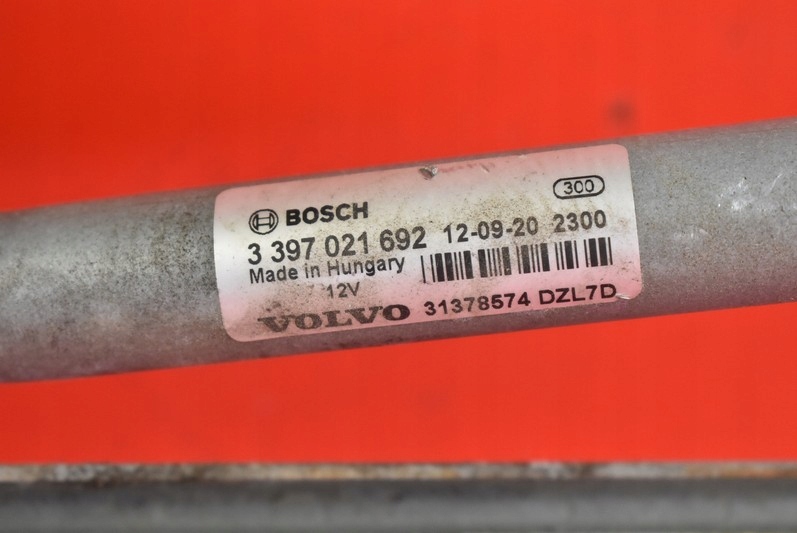 300
BOSCH
3 397 021 692 12-09-20 2300
Made in Hungary
12V
VOLVO 31378574 DZL7D